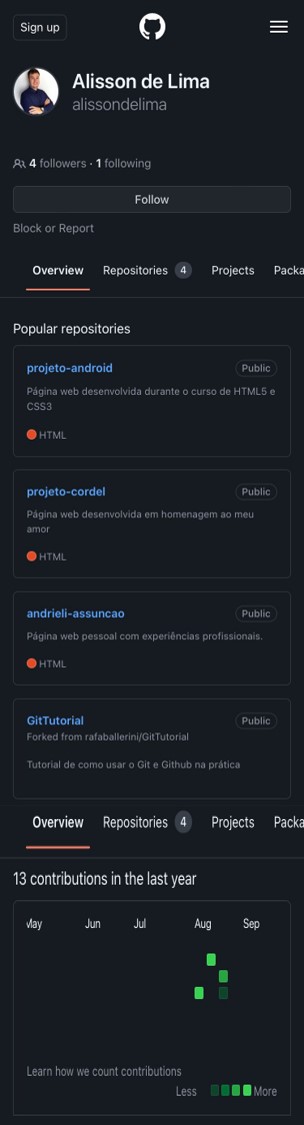 Sign up
Alisson de Lima
alissondelima
4 followers · 1 following
Follow
Block or Report
Overview Repositories 4 Projects Packa
Popular repositories
projeto-android Public
Página web desenvolvida durante o curso de HTML5 e
CSS3
HTML
projeto-cordel Public
Página web desenvolvida em homenagem ao meu
amor
HTML
andrieli-assuncao Public
Página web pessoal com experiências profissionais.
HTML
GitTutorial Public
Forked from rafaballerini/GitTutorial
Tutorial de como usar o Git e Github na prática
Overview Repositories 4 Projects Packa
13 contributions in the last year
May Jun Jul Aug Sep
Learn how we count contributions
Less More